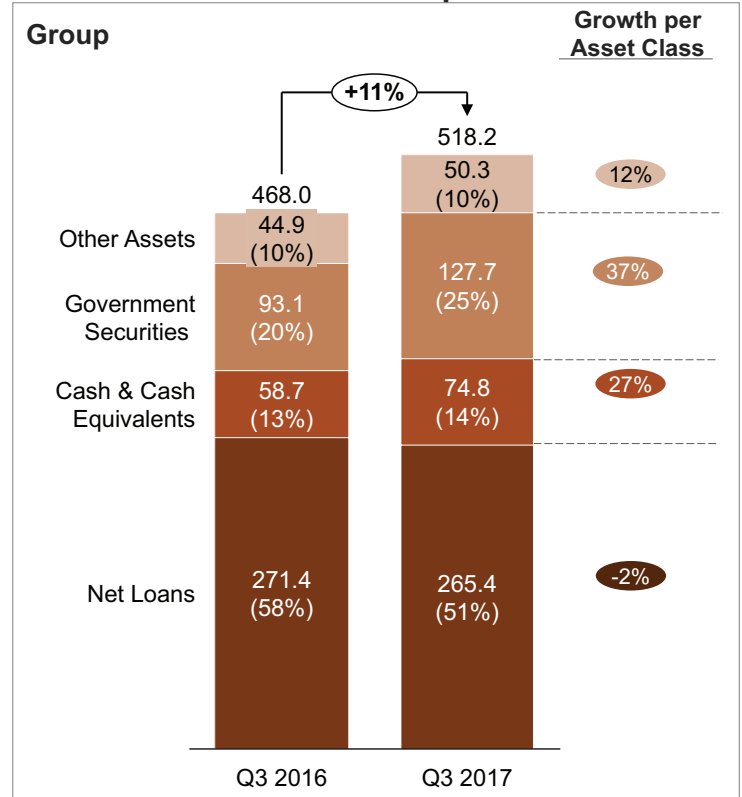 Group
Growth per
Asset Class
+11%
468.0
518.2
Other Assets
44.9
(10%)
50.3
(10%)
12%
Government
Securities
93.1
(20%)
127.7
(25%)
37%
Cash & Cash
Equivalents
58.7
(13%)
74.8
(14%)
27%
Net Loans
271.4
(58%)
265.4
(51%)
-2%
Q3 2016
Q3 2017